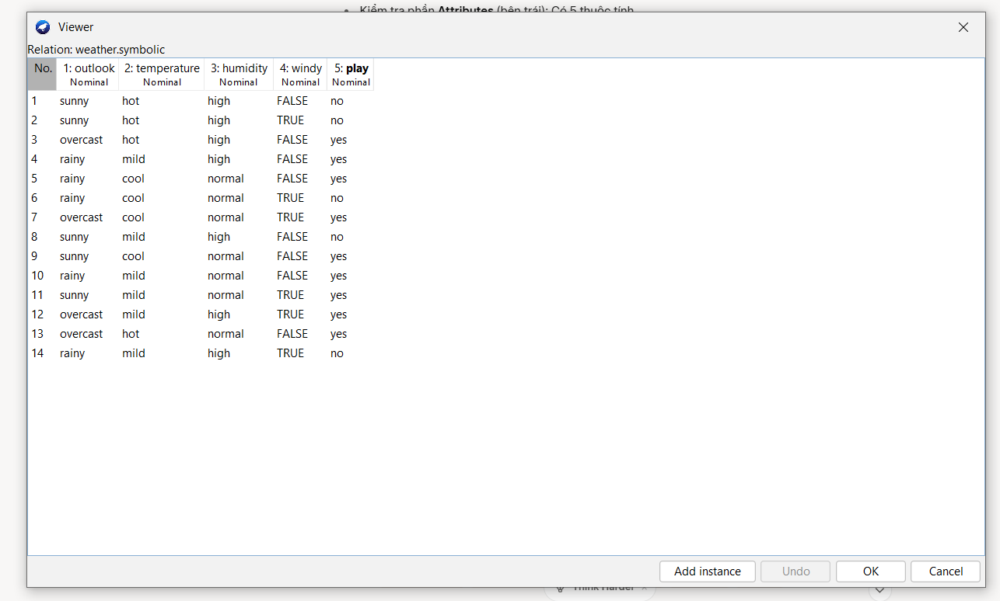 Kiểm tra phần Attributes (bên trái): Có 5 thuộc tính
Viewer
Relation: weather.symbolic
No. 1: outlook 2: temperature 3: humidity 4: windy 5: play
Nominal Nominal Nominal Nominal Nominal
1 sunny hot high FALSE no
2 sunny hot high TRUE no
3 overcast hot high FALSE yes
4 rainy mild high FALSE yes
5 rainy cool normal FALSE yes
6 rainy cool normal TRUE no
7 overcast cool normal TRUE yes
8 sunny mild high FALSE no
9 sunny cool normal FALSE yes
10 rainy mild normal FALSE yes
11 sunny mild normal TRUE yes
12 overcast mild high TRUE yes
13 overcast hot normal FALSE yes
14 rainy mild high TRUE no
Add instance Undo OK Cancel
Think Harder